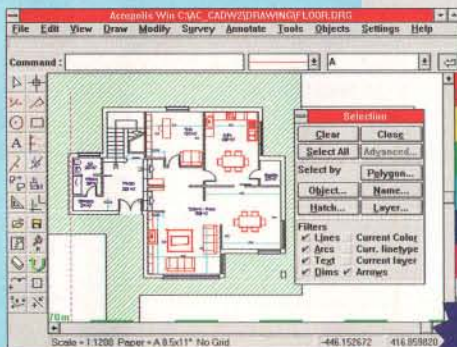 Acropolis Win C:\AC_CADW2\DRAWING\FLOOR.DRG
File Edit View Draw Modify Survey Annotate Tools Objects Settings Help
Command : A
Selection
Clear Close
Select All Advanced...
Select by Polygon...
Object... Name...
Hatch... Layer...
Filters
Lines Current Color
Arcs Curr. linetype
Text Current layer
Dims Arrows
Scale = 1:1200 Paper = A 8.5x11" No Grid -446.152672 416.859820